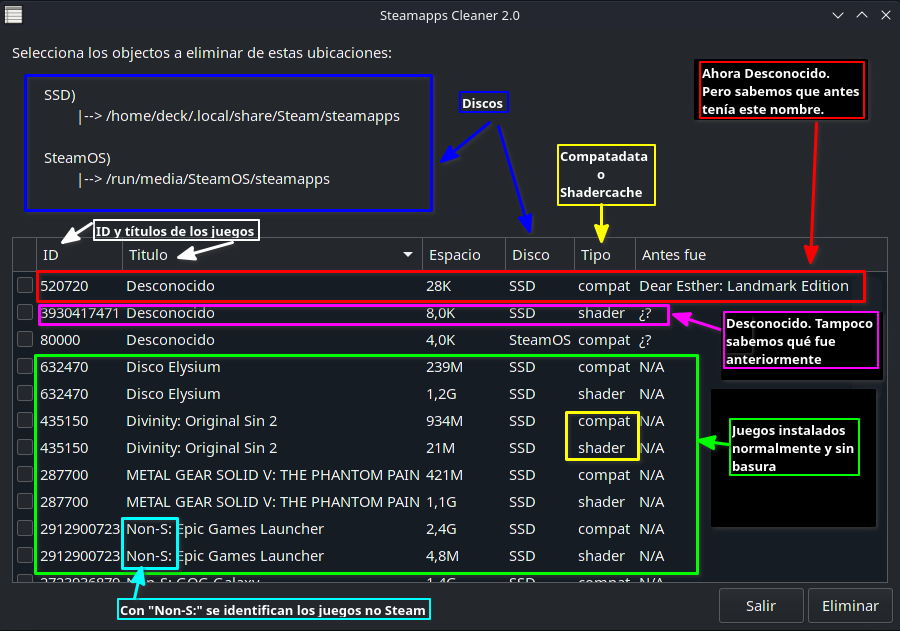 Steamapps Cleaner 2.0
Selecciona los objectos a eliminar de estas ubicaciones:
SSD)
|--> /home/deck/.local/share/Steam/steamapps
SteamOS)
|--> /run/media/SteamOS/steamapps
Discos
Compatadata
o
Shadercache
Ahora Desconocido.
Pero sabemos que antes
tenía este nombre.
ID y títulos de los juegos
ID Titulo Espacio Disco Tipo Antes fue
520720 Desconocido 28K SSD compat Dear Esther: Landmark Edition
3930417471 Desconocido 8,0K SSD shader ¿?
80000 Desconocido 4,0K SteamOS compat ¿?
632470 Disco Elysium 239M SSD compat N/A
632470 Disco Elysium 1,2G SSD shader N/A
435150 Divinity: Original Sin 2 934M SSD compat N/A
435150 Divinity: Original Sin 2 21M SSD shader N/A
287700 METAL GEAR SOLID V: THE PHANTOM PAIN 421M SSD compat N/A
287700 METAL GEAR SOLID V: THE PHANTOM PAIN 1,1G SSD shader N/A
2912900723 Non-S: Epic Games Launcher 2,4G SSD compat N/A
2912900723 Non-S: Epic Games Launcher 4,8M SSD shader N/A
Non-S: GOG Galaxy 1,4G SSD compat N/A
Desconocido. Tampoco
sabemos qué fue
anteriormente
Juegos instalados
normalmente y sin
basura
Con "Non-S:" se identifican los juegos no Steam
Salir
Eliminar